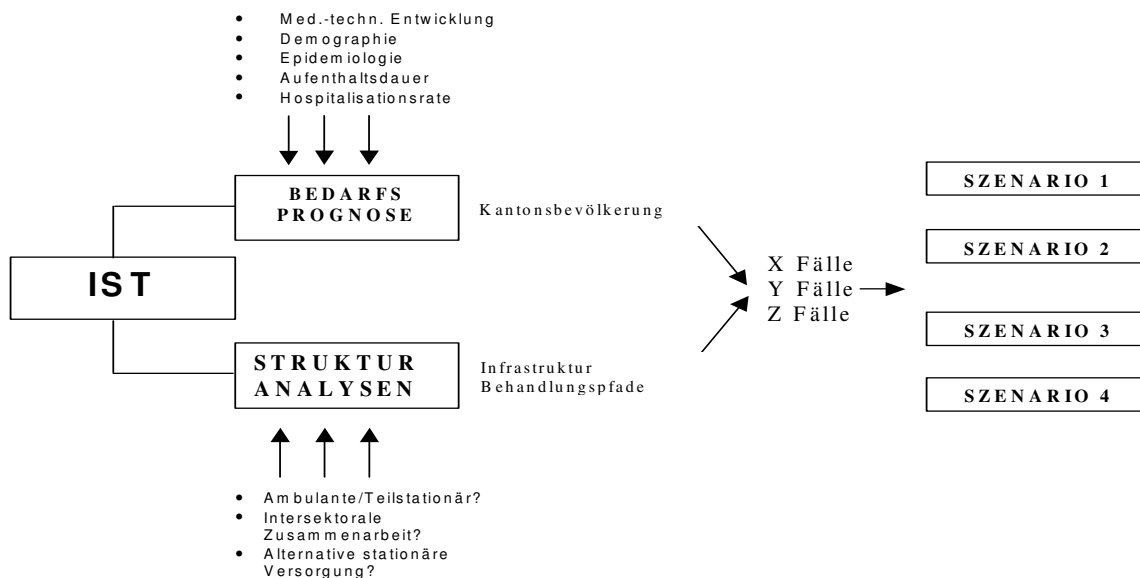 • Med.-techn. Entwicklung
• Demographie
• Epidemiologie
• Aufenthaltsdauer
• Hospitalisationsrate
BEDARFS
PROGNOSE
Kantonsbevölkerung
IST
STRUKTUR
ANALYSEN
Infrastruktur
Behandlungspfade
• Ambulante/Teilstationär?
• Intersektorale
Zusammenarbeit?
• Alternative stationäre
Versorgung?
X Fälle
Y Fälle
Z Fälle
SZENARIO 1
SZENARIO 2
SZENARIO 3
SZENARIO 4